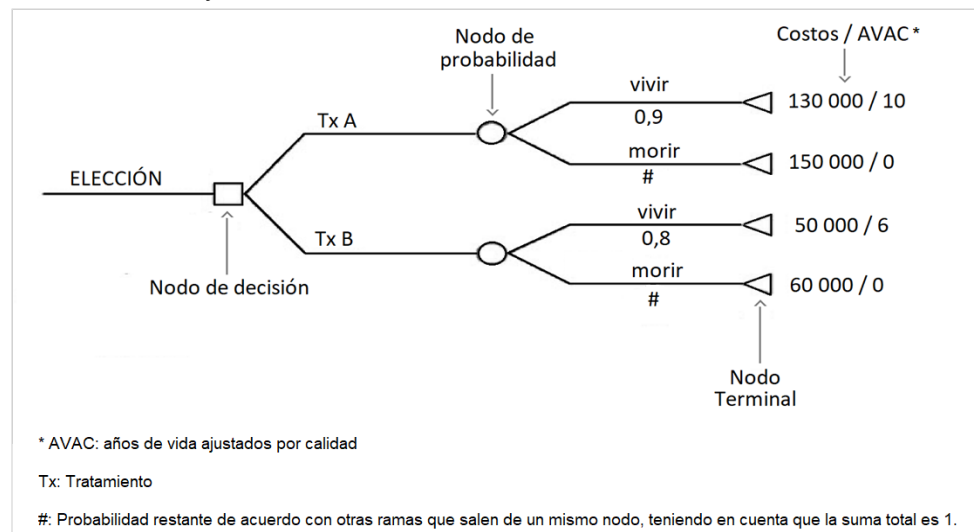 Nodo de
probabilidad
Costos / AVAC *
vivir
130 000 / 10
Tx A
0,9
morir
150 000 / 0
#
ELECCIÓN
vivir
50 000 / 6
Tx B
0,8
morir
60 000 / 0
Nodo de decisión
#
Nodo
Terminal
* AVAC: años de vida ajustados por calidad
Tx: Tratamiento
#: Probabilidad restante de acuerdo con otras ramas que salen de un mismo nodo, teniendo en cuenta que la suma total es 1.